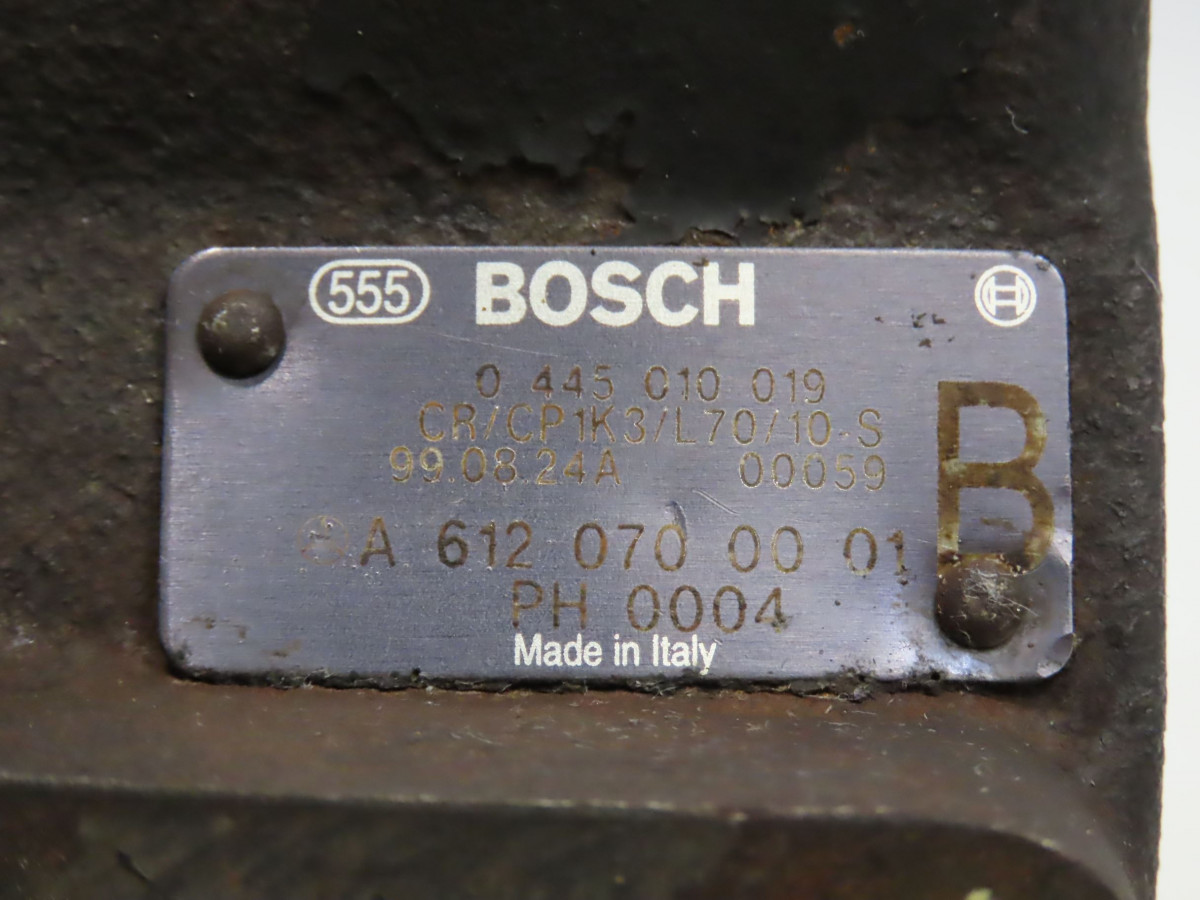 555 BOSCH
0 445 010 019
CR/CP1K3/L70/10-S
99.08.24A 00059
B
A 612 070 00 01
PH 0004
Made in Italy